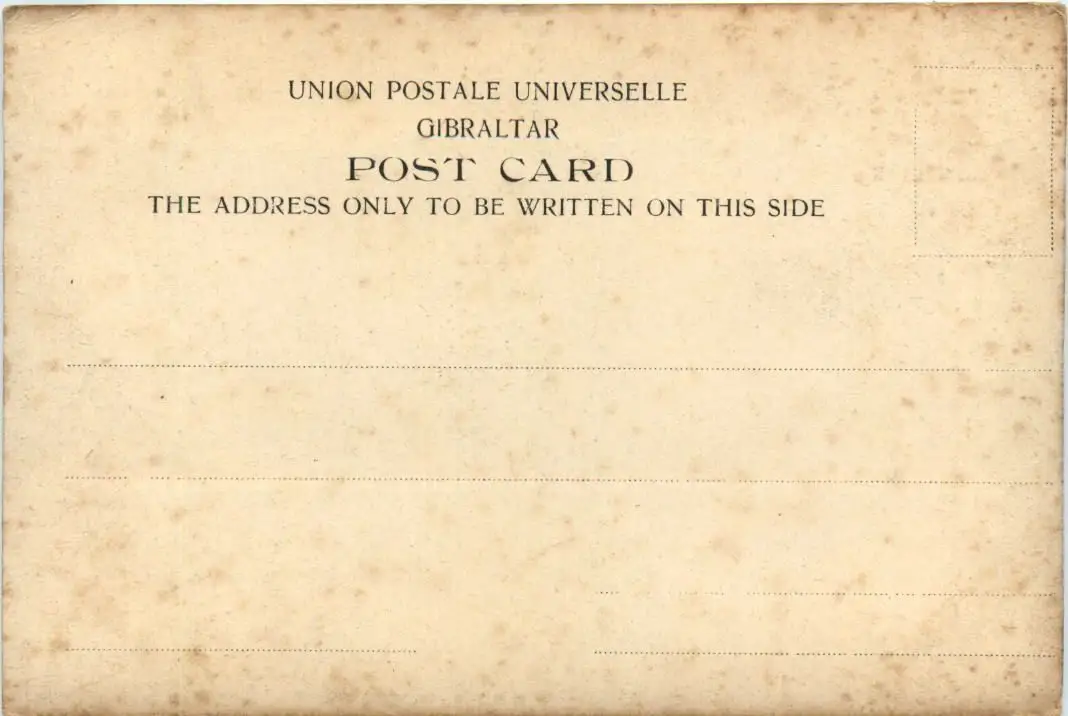 UNION POSTALE UNIVERSELLE
GIBRALTAR
POST CARD
THE ADDRESS ONLY TO BE WRITTEN ON THIS SIDE